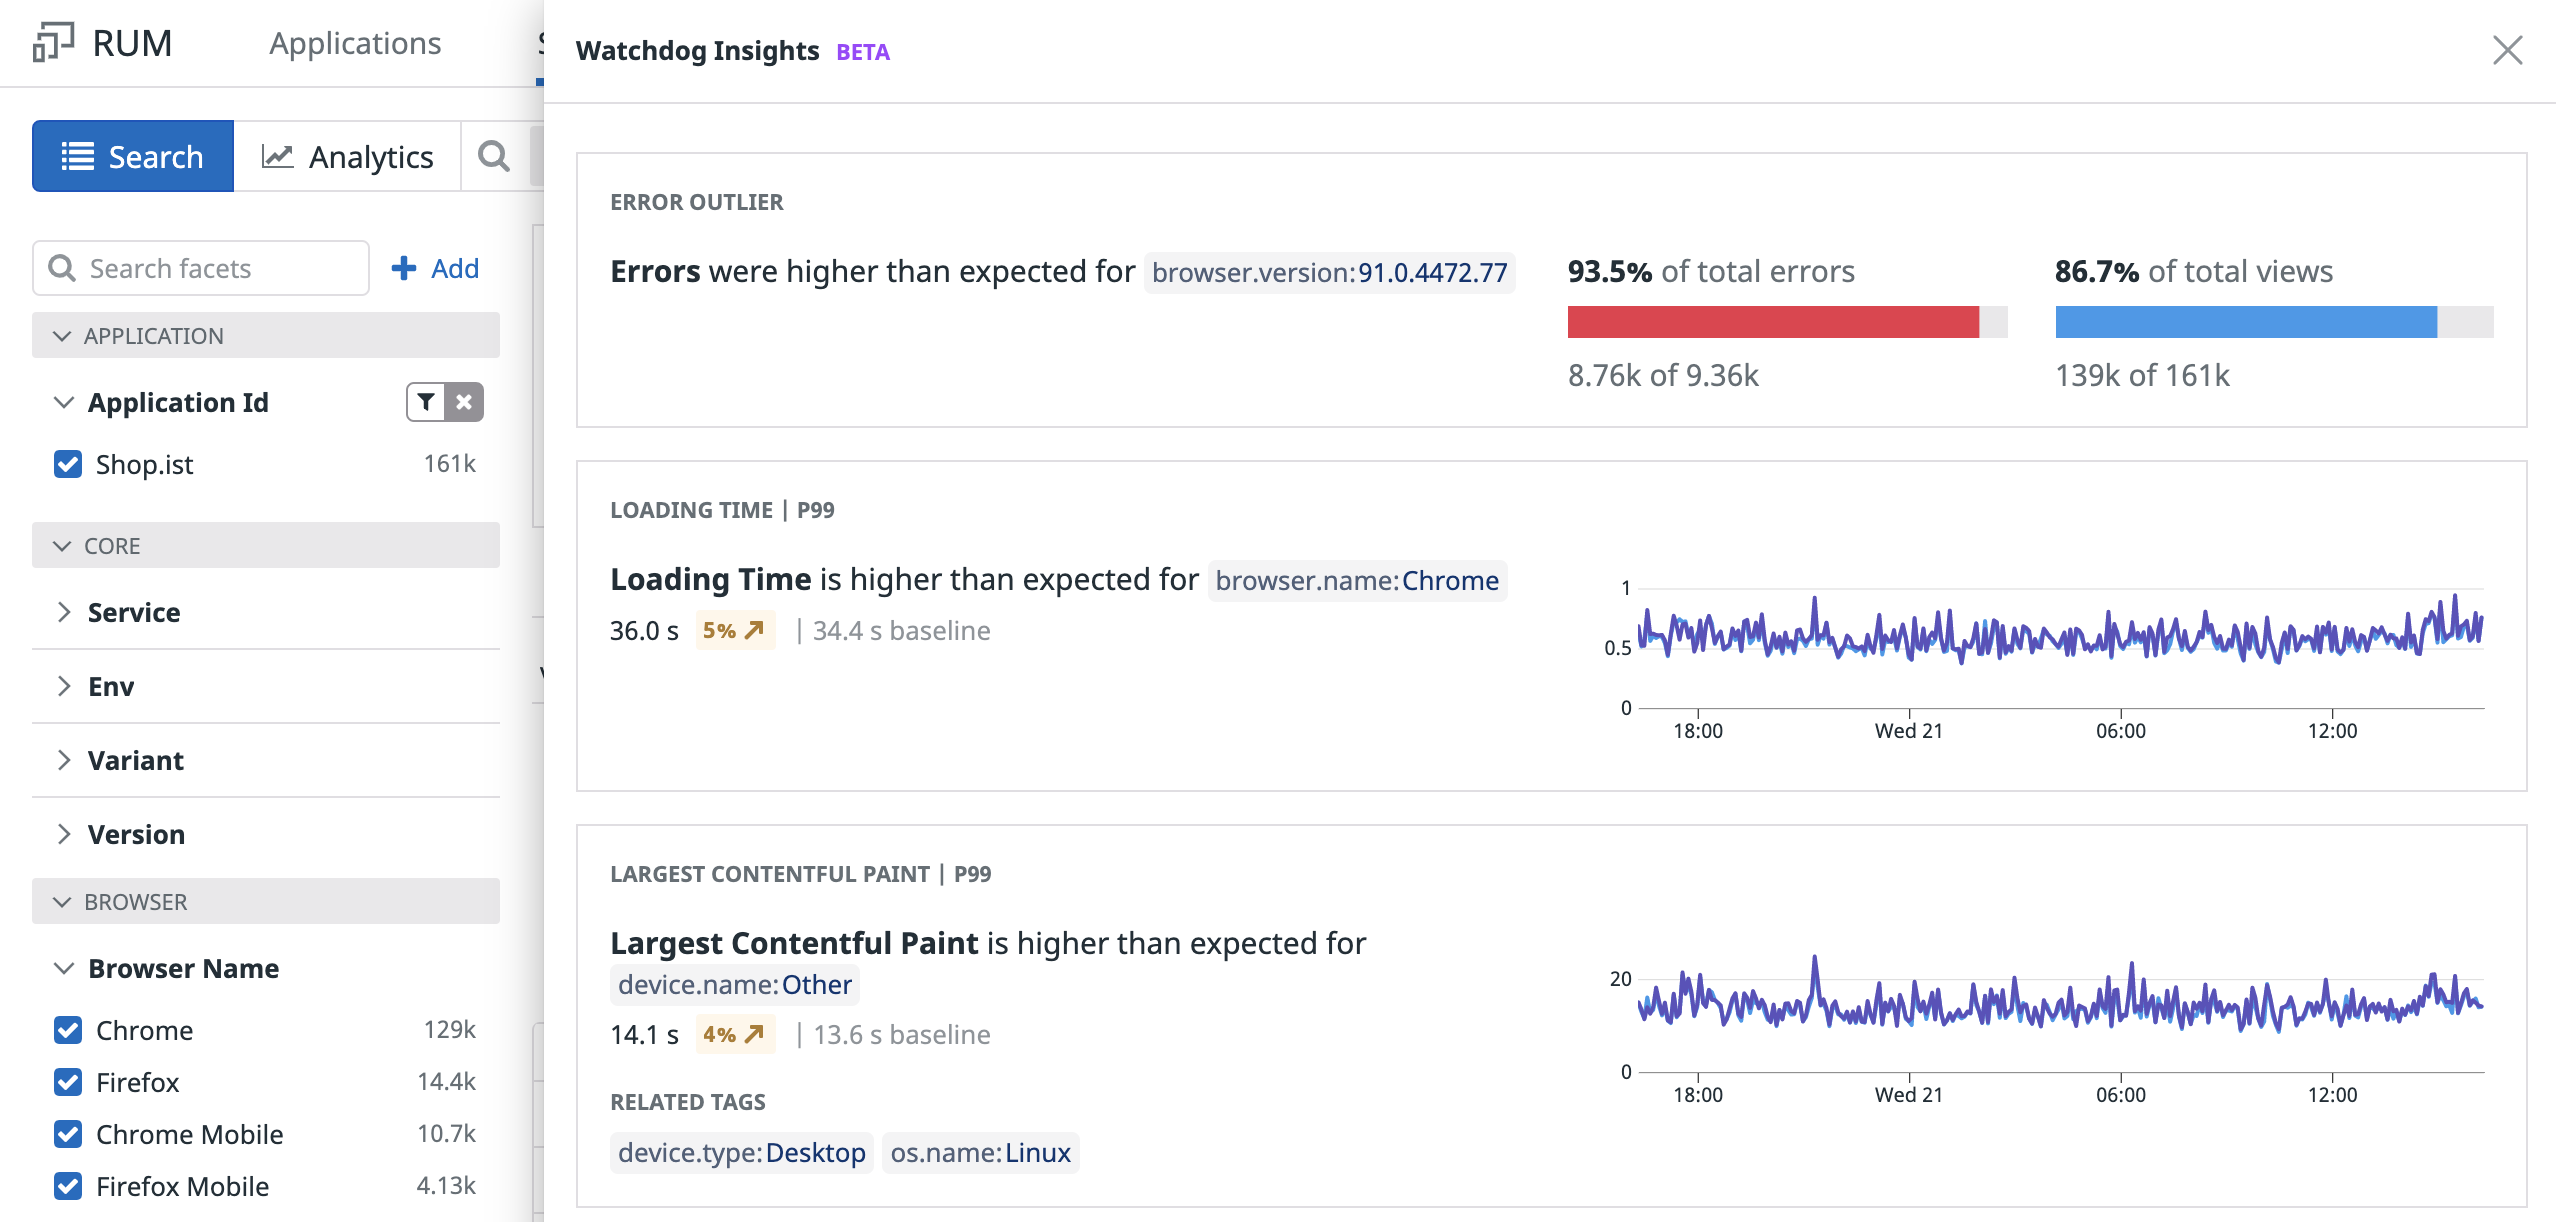 RUM
Applications
Search
Analytics
Search facets
Add
APPLICATION
Application Id
Shop.ist 161k
CORE
Service
Env
Variant
Version
BROWSER
Browser Name
Chrome 129k
Firefox 14.4k
Chrome Mobile 10.7k
Firefox Mobile 4.13k
Watchdog Insights BETA
ERROR OUTLIER
Errors were higher than expected for browser.version:91.0.4472.77
93.5% of total errors
8.76k of 9.36k
86.7% of total views
139k of 161k
LOADING TIME | P99
Loading Time is higher than expected for browser.name:Chrome
36.0 s 5% | 34.4 s baseline
1
0.5
0
18:00 Wed 21 06:00 12:00
LARGEST CONTENTFUL PAINT | P99
Largest Contentful Paint is higher than expected for
device.name:Other
14.1 s 4% | 13.6 s baseline
RELATED TAGS
device.type:Desktop os.name:Linux
20
0
18:00 Wed 21 06:00 12:00